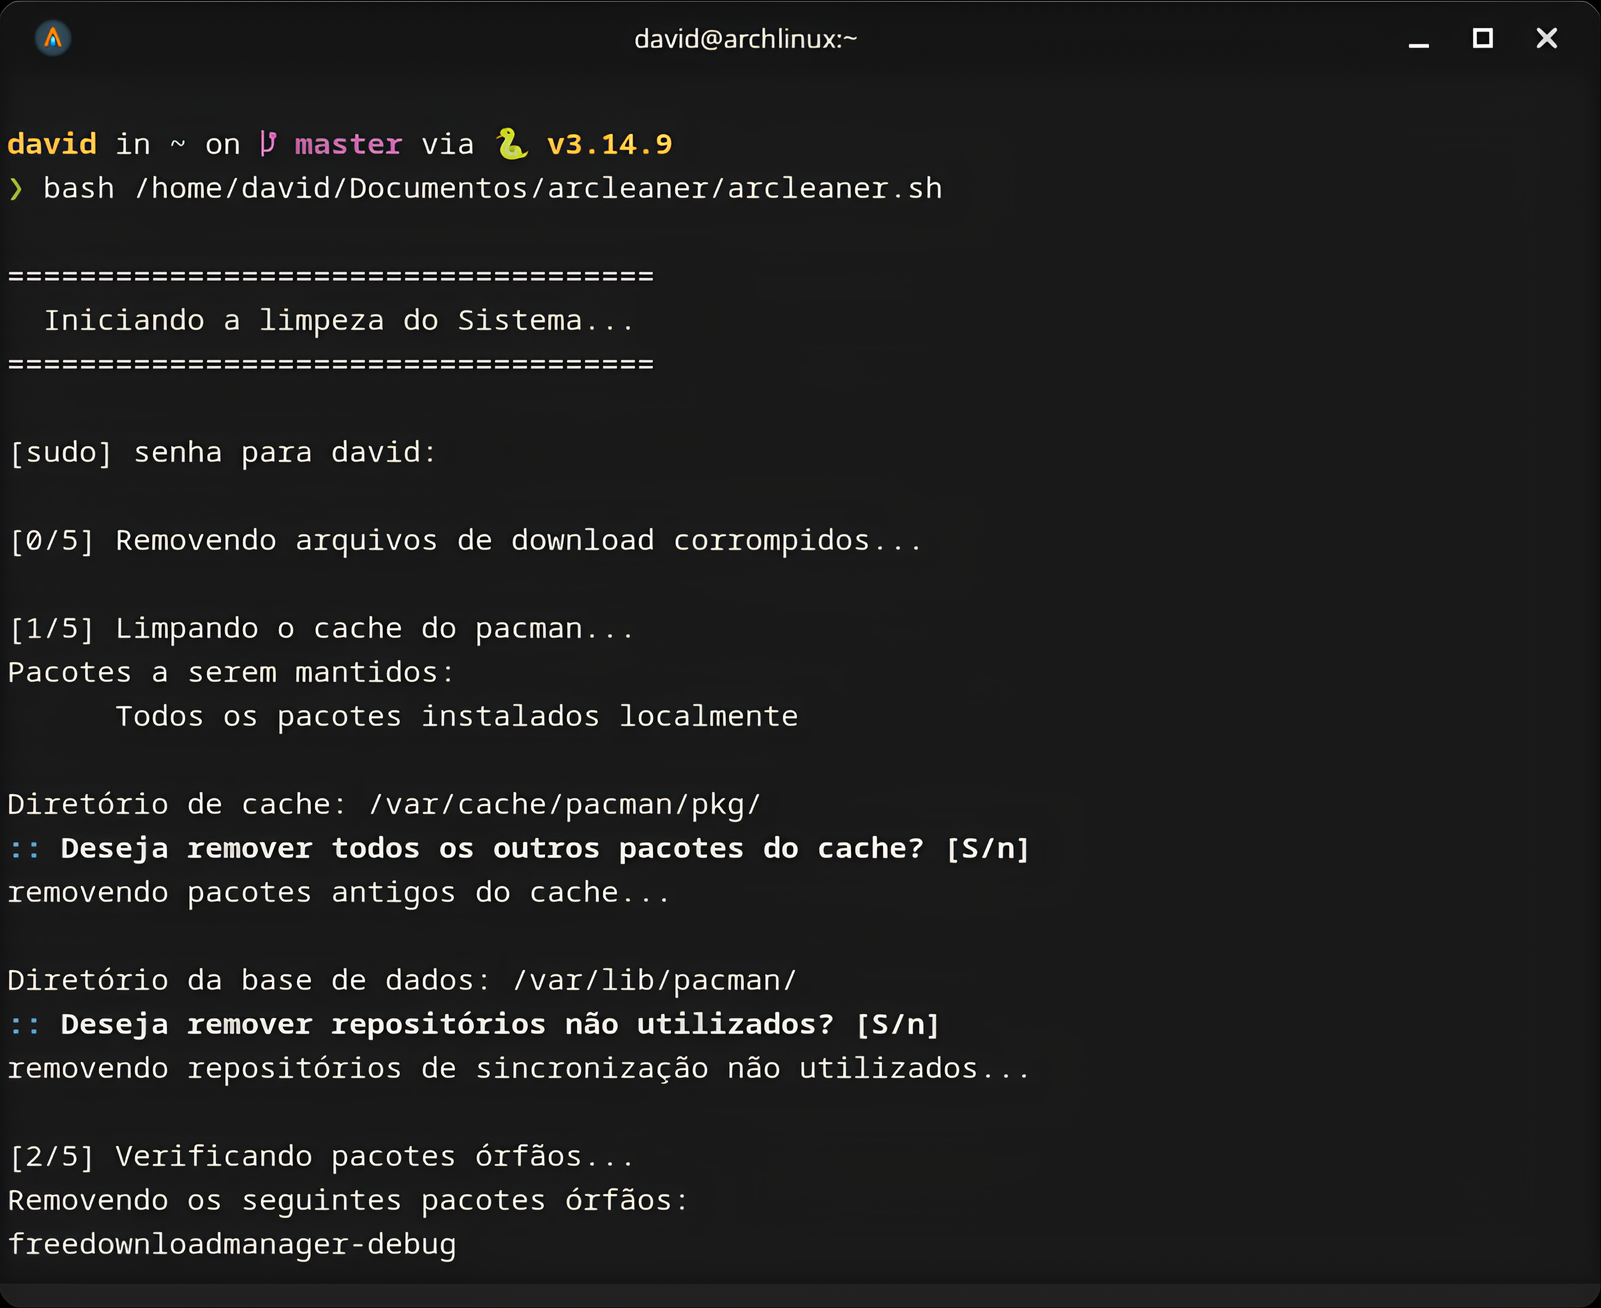 david@archlinux:~
david in ~ on master via 🐍 v3.14.9
❯ bash /home/david/Documentos/arcleaner/arcleaner.sh
====================================
Iniciando a limpeza do Sistema...
====================================
[sudo] senha para david:
[0/5] Removendo arquivos de download corrompidos...
[1/5] Limpando o cache do pacman...
Pacotes a serem mantidos:
Todos os pacotes instalados localmente
Diretório de cache: /var/cache/pacman/pkg/
:: Deseja remover todos os outros pacotes do cache? [S/n]
removendo pacotes antigos do cache...
Diretório da base de dados: /var/lib/pacman/
:: Deseja remover repositórios não utilizados? [S/n]
removendo repositórios de sincronização não utilizados...
[2/5] Verificando pacotes órfãos...
Removendo os seguintes pacotes órfãos:
freedownloadmanager-debug